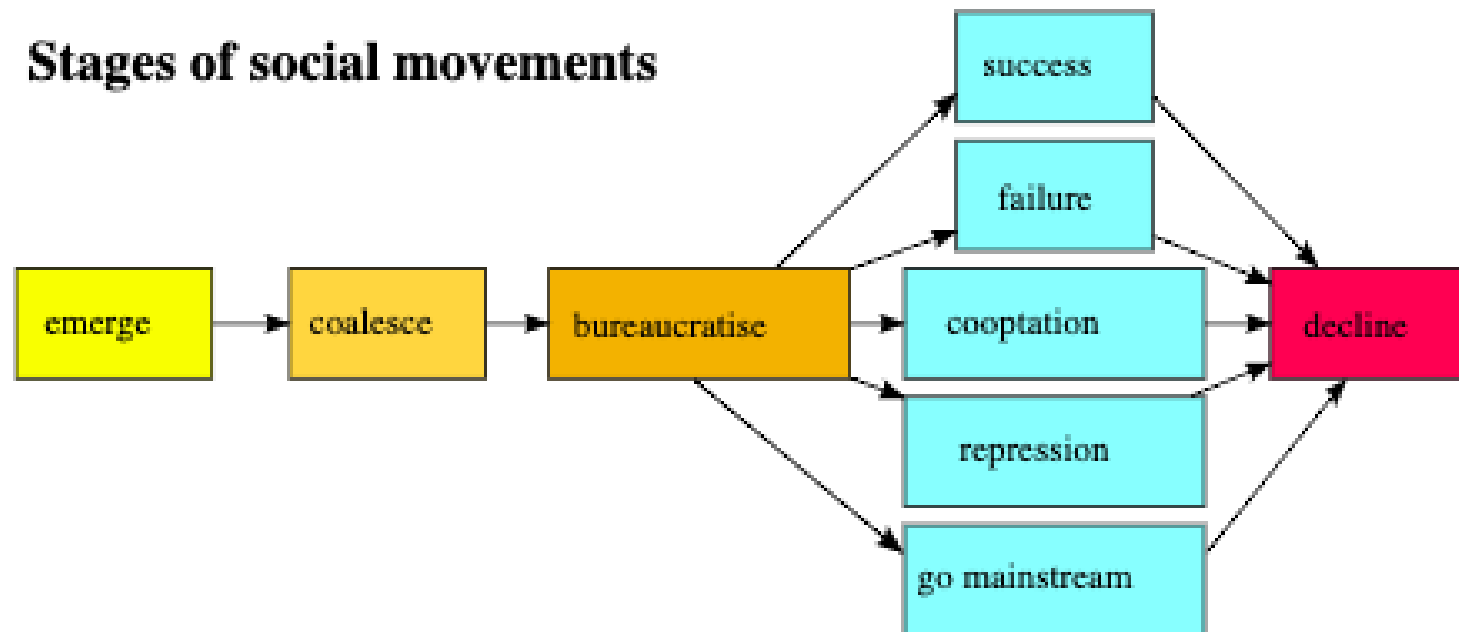 Stages of social movements
success
failure
emerge
coalesce
bureaucratise
cooptation
decline
repression
go mainstream